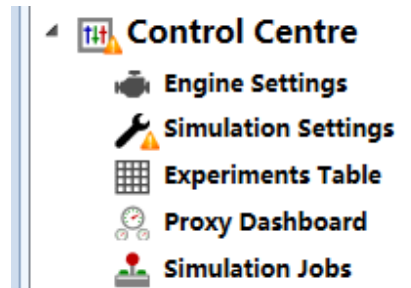 Control Centre
Engine Settings
Simulation Settings
Experiments Table
Proxy Dashboard
Simulation Jobs